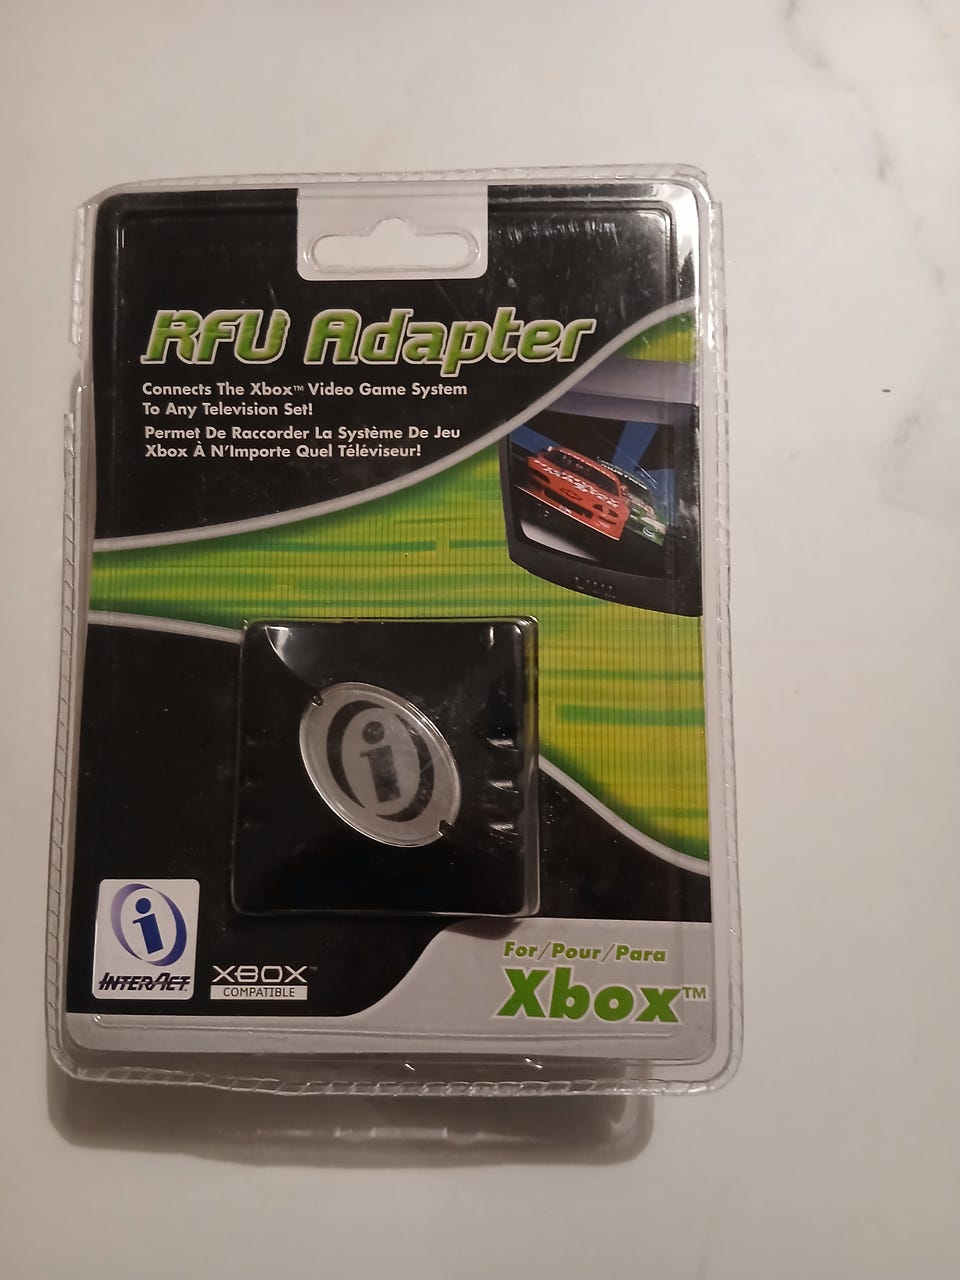 RFU Adapter
Connects The Xbox™ Video Game System
To Any Television Set!
Permet De Raccorder La Système De Jeu
Xbox À N'Importe Quel Téléviseur!
i
i
INTERACT
XBOX™
COMPATIBLE
For/Pour/Para
Xbox™